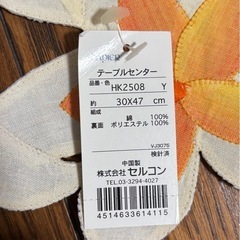 テーブルセンター
品番・色 HK2508 Y
約 30X47 cm
組成
綿 100%
裏面 ポリエステル 100%
V-J3076
検針済
中国製
株式会社 セルコン
TEL 03-3294-4027
4514633614115